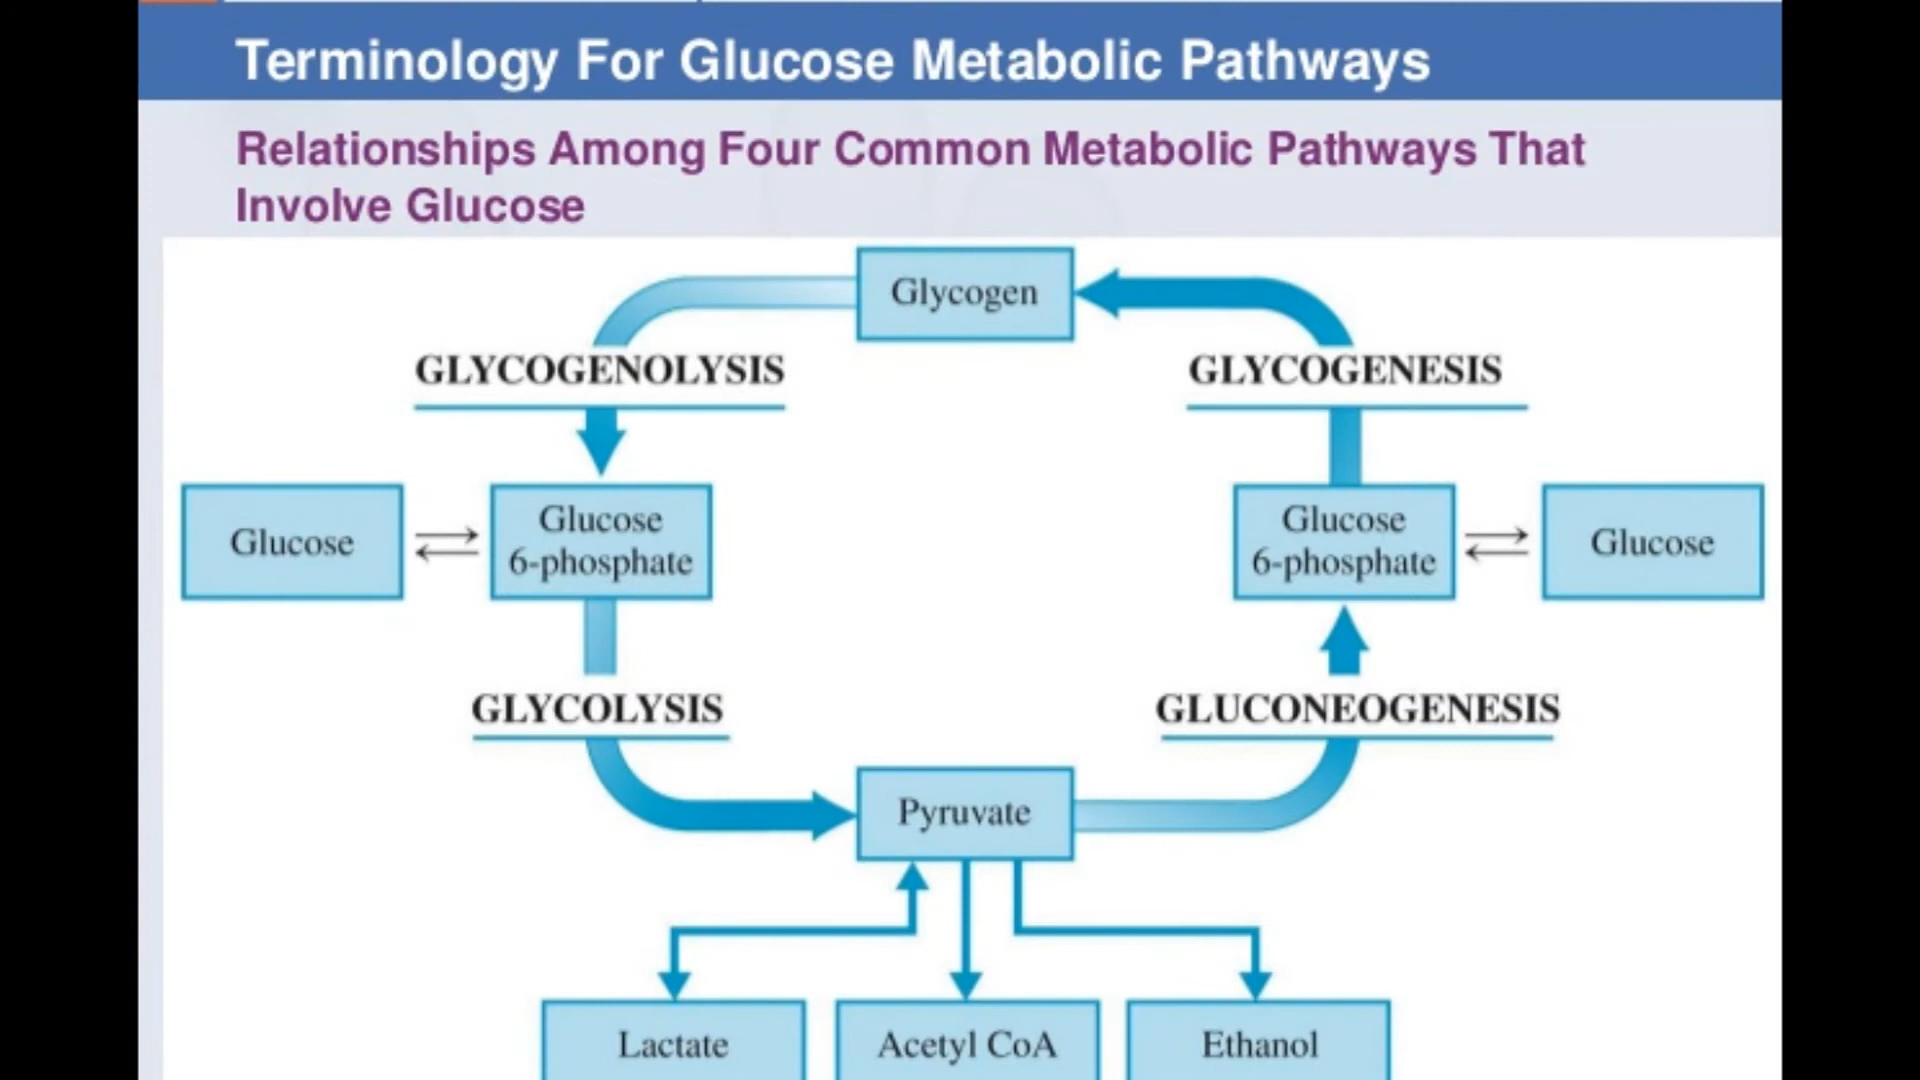 Terminology For Glucose Metabolic Pathways
Relationships Among Four Common Metabolic Pathways That
Involve Glucose
Glycogen
GLYCOGENOLYSIS
GLYCOGENESIS
Glucose
Glucose
6-phosphate
Glucose
6-phosphate
Glucose
GLYCOLYSIS
GLUCONEOGENESIS
Pyruvate
Lactate
Acetyl CoA
Ethanol